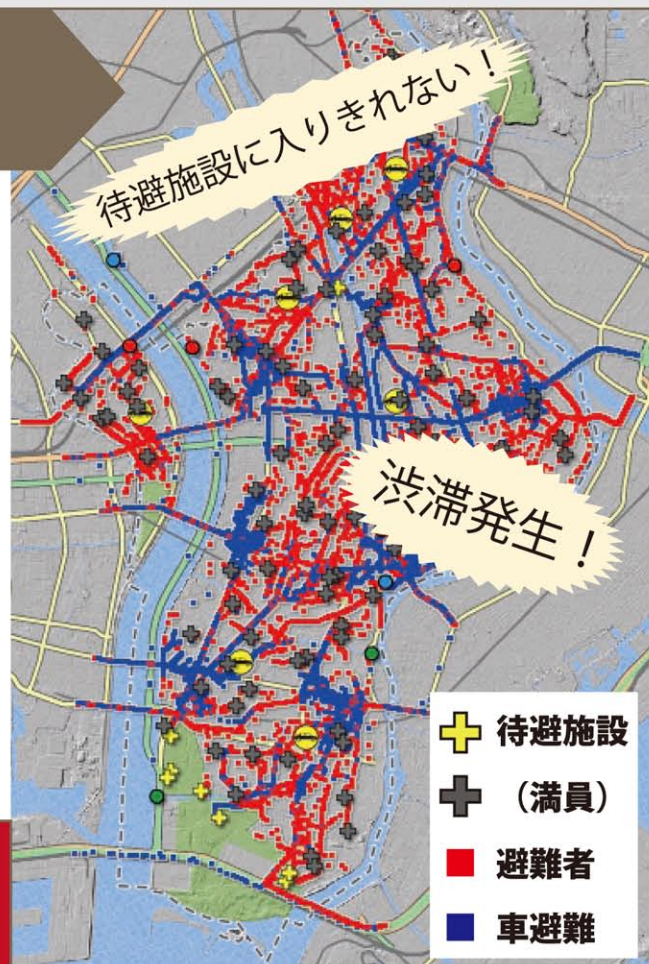 待避施設に入りきれない！
渋滞発生！
待避施設
（満員）
避難者
車避難